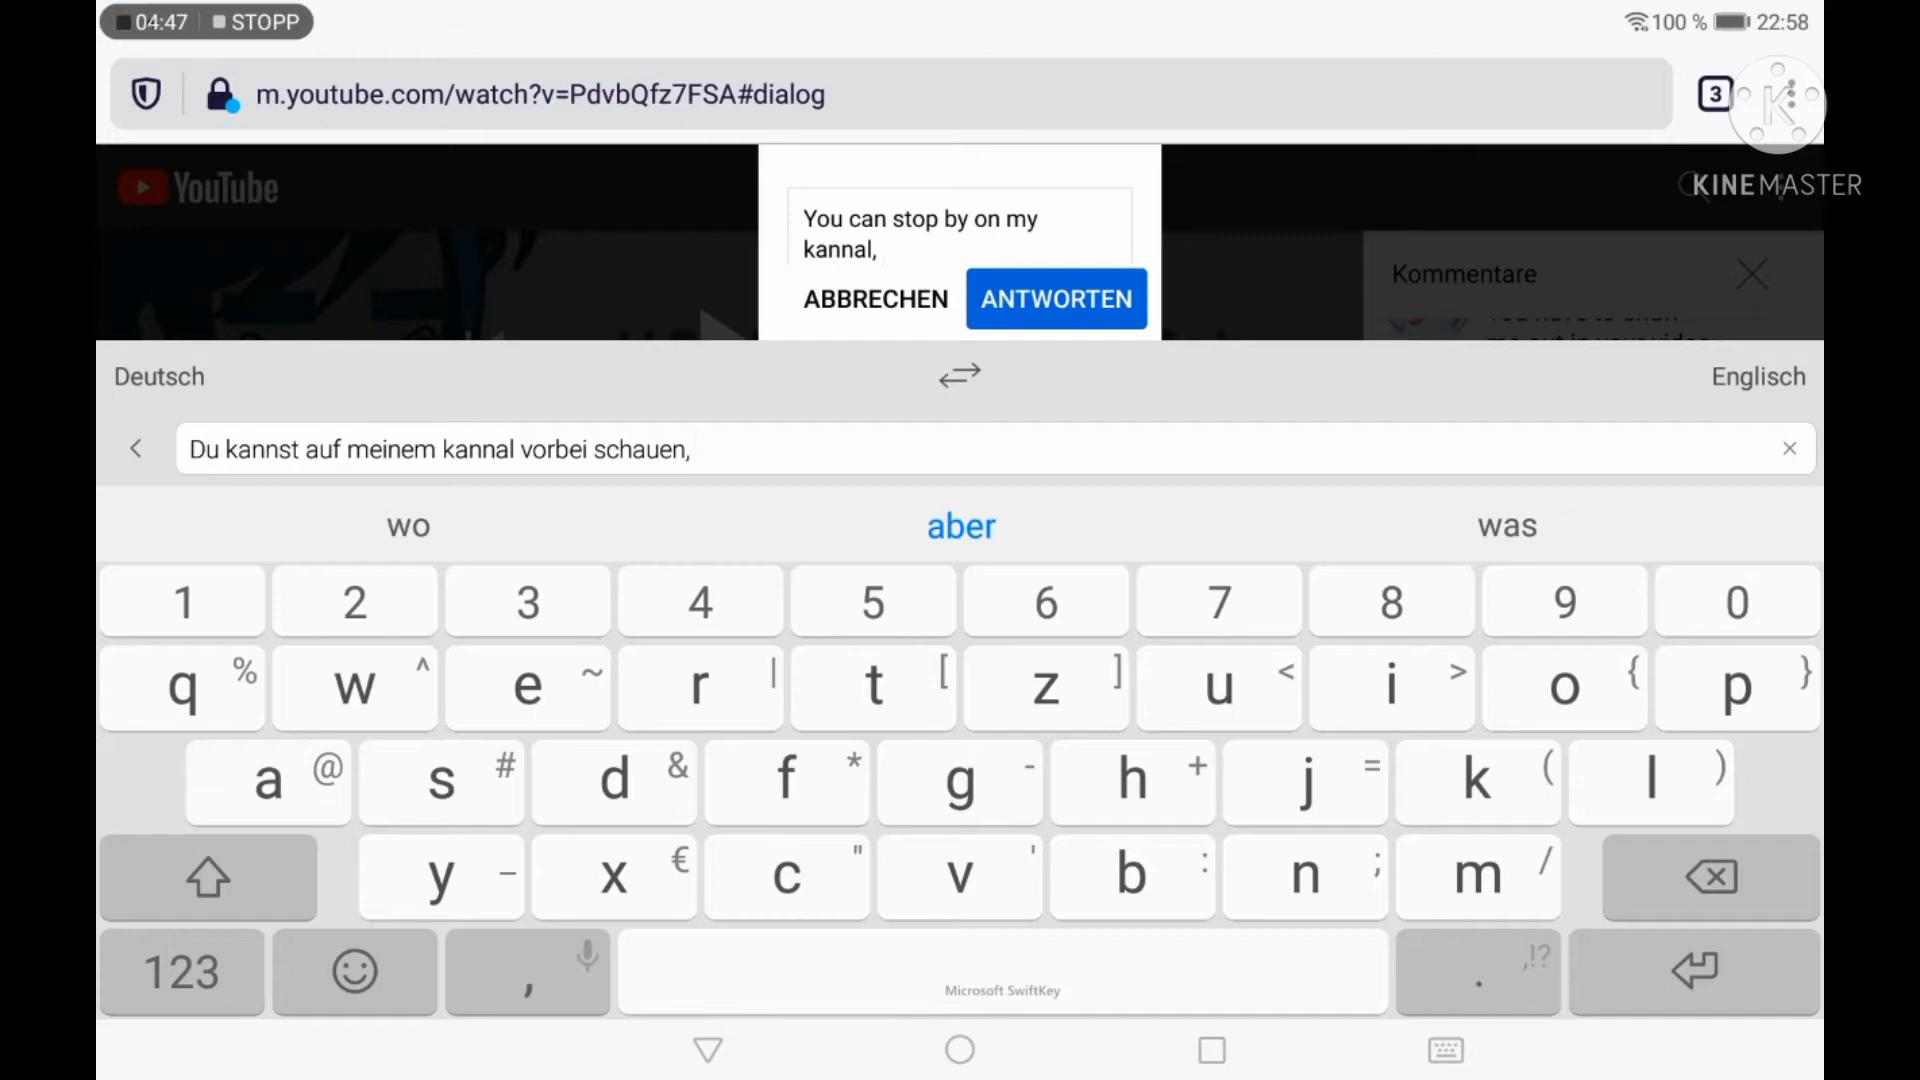 04:47 STOPP
100 % 22:58
m.youtube.com/watch?v=PdvbQfz7FSA#dialog
3
K
YouTube
KINEMASTER
You can stop by on my
kannal,
ABBRECHEN ANTWORTEN
Kommentare
Deutsch Englisch
Du kannst auf meinem kannal vorbei schauen,
wo aber was
1 2 3 4 5 6 7 8 9 0
q % w ^ e ~ r | t [ z ] u < i > o { p }
a @ s # d & f * g - h + j = k ( l )
y _ x € c " v ' b : n ; m /
123 , . ,!?
Microsoft SwiftKey